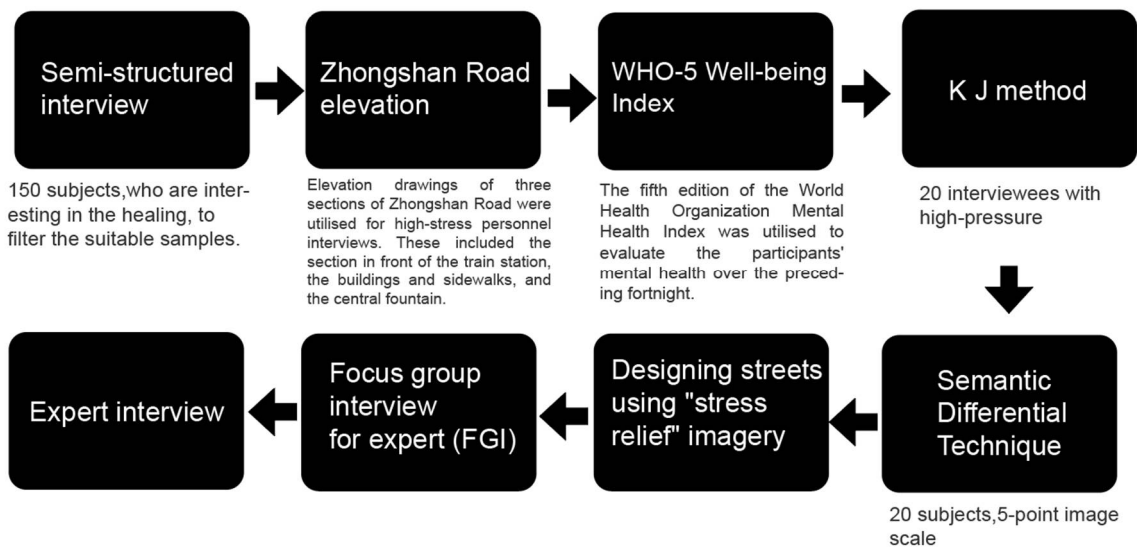 Semi-structured
interview
150 subjects,who are inter-
esting in the healing, to
filter the suitable samples.
Zhongshan Road
elevation
Elevation drawings of three
sections of Zhongshan Road were
utilised for high-stress personnel
interviews. These included the
section in front of the train station,
the buildings and sidewalks, and
the central fountain.
WHO-5 Well-being
Index
The fifth edition of the World
Health Organization Mental
Health Index was utilised to
evaluate the participants'
mental health over the preced-
ing fortnight.
K J method
20 interviewees with
high-pressure
Semantic
Differential
Technique
20 subjects,5-point image
scale
Designing streets
using "stress
relief" imagery
Focus group
interview
for expert (FGI)
Expert interview